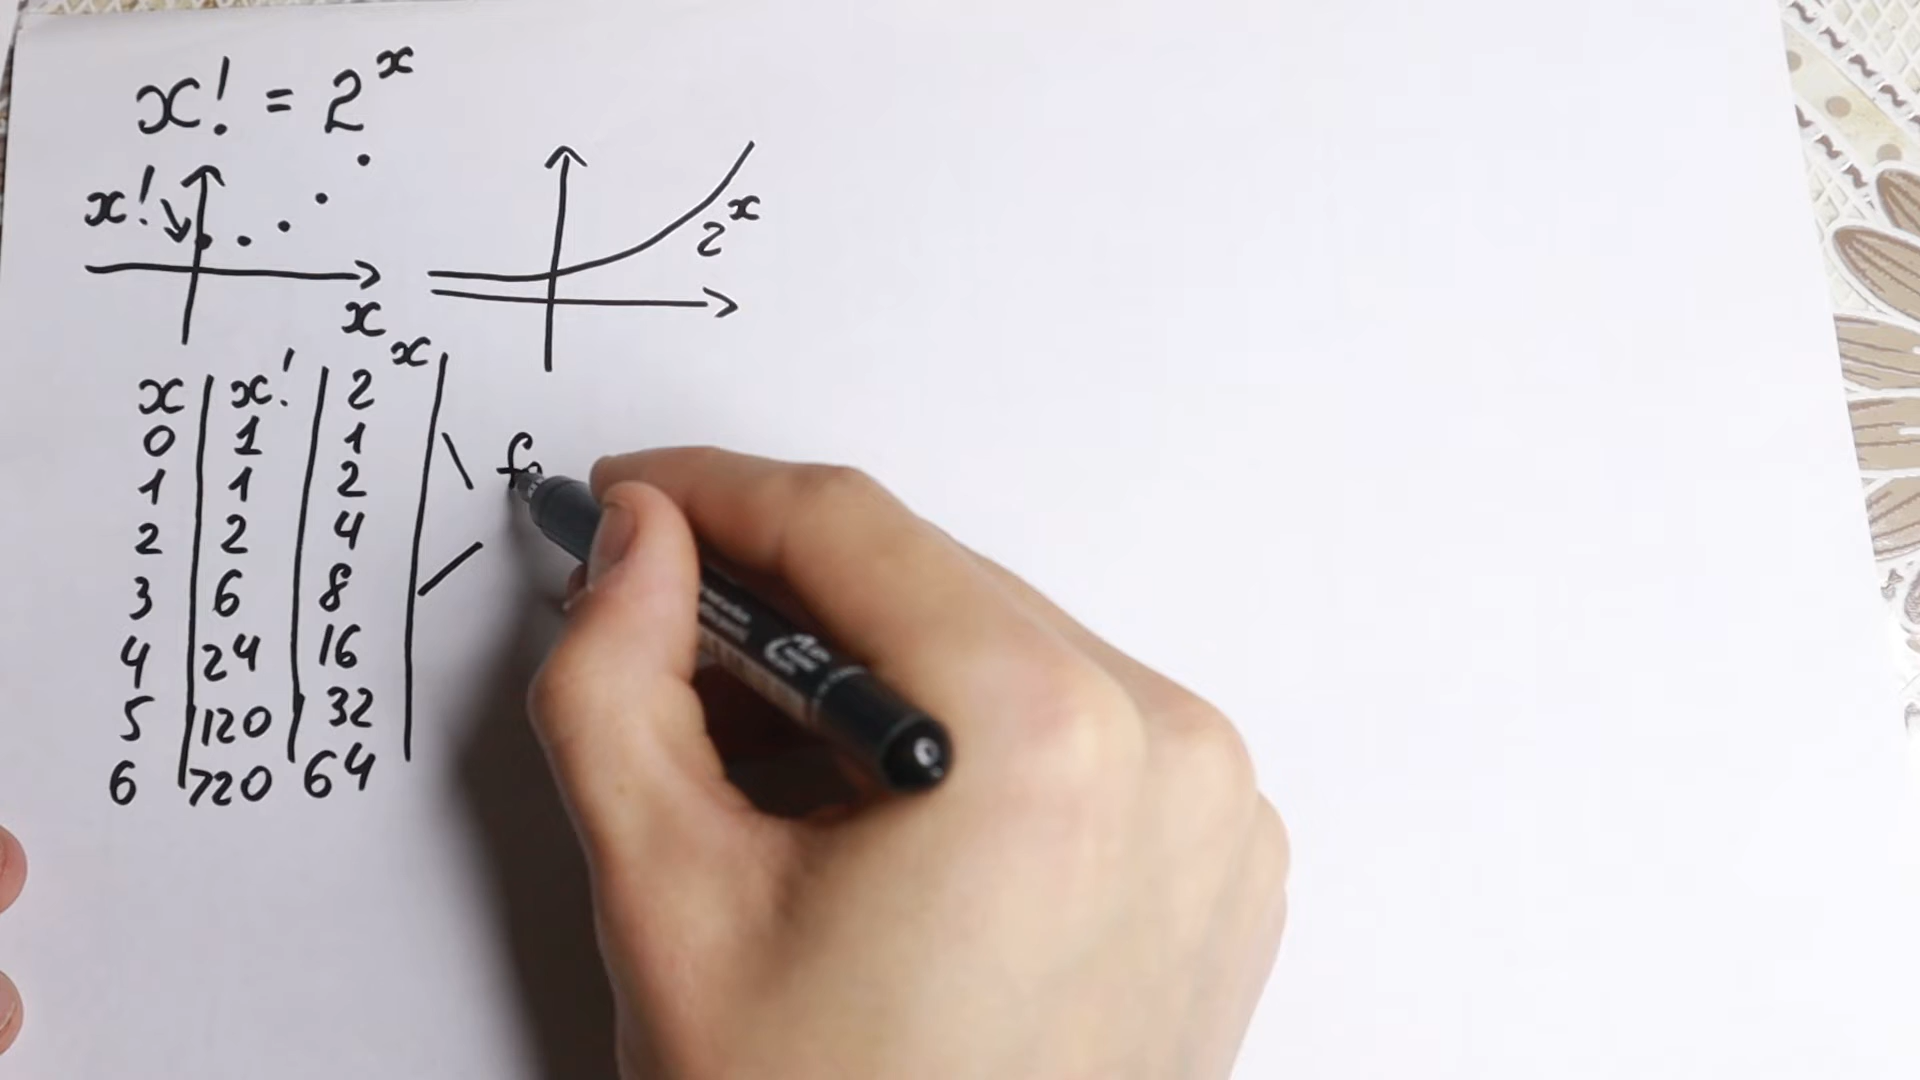 x! = 2^x
x!
x
2^x
x | x! | 2^x |
0 | 1 | 1
1 | 1 | 2
2 | 2 | 4
3 | 6 | 8
4 | 24 | 16
5 | 120 | 32
6 | 720 | 64